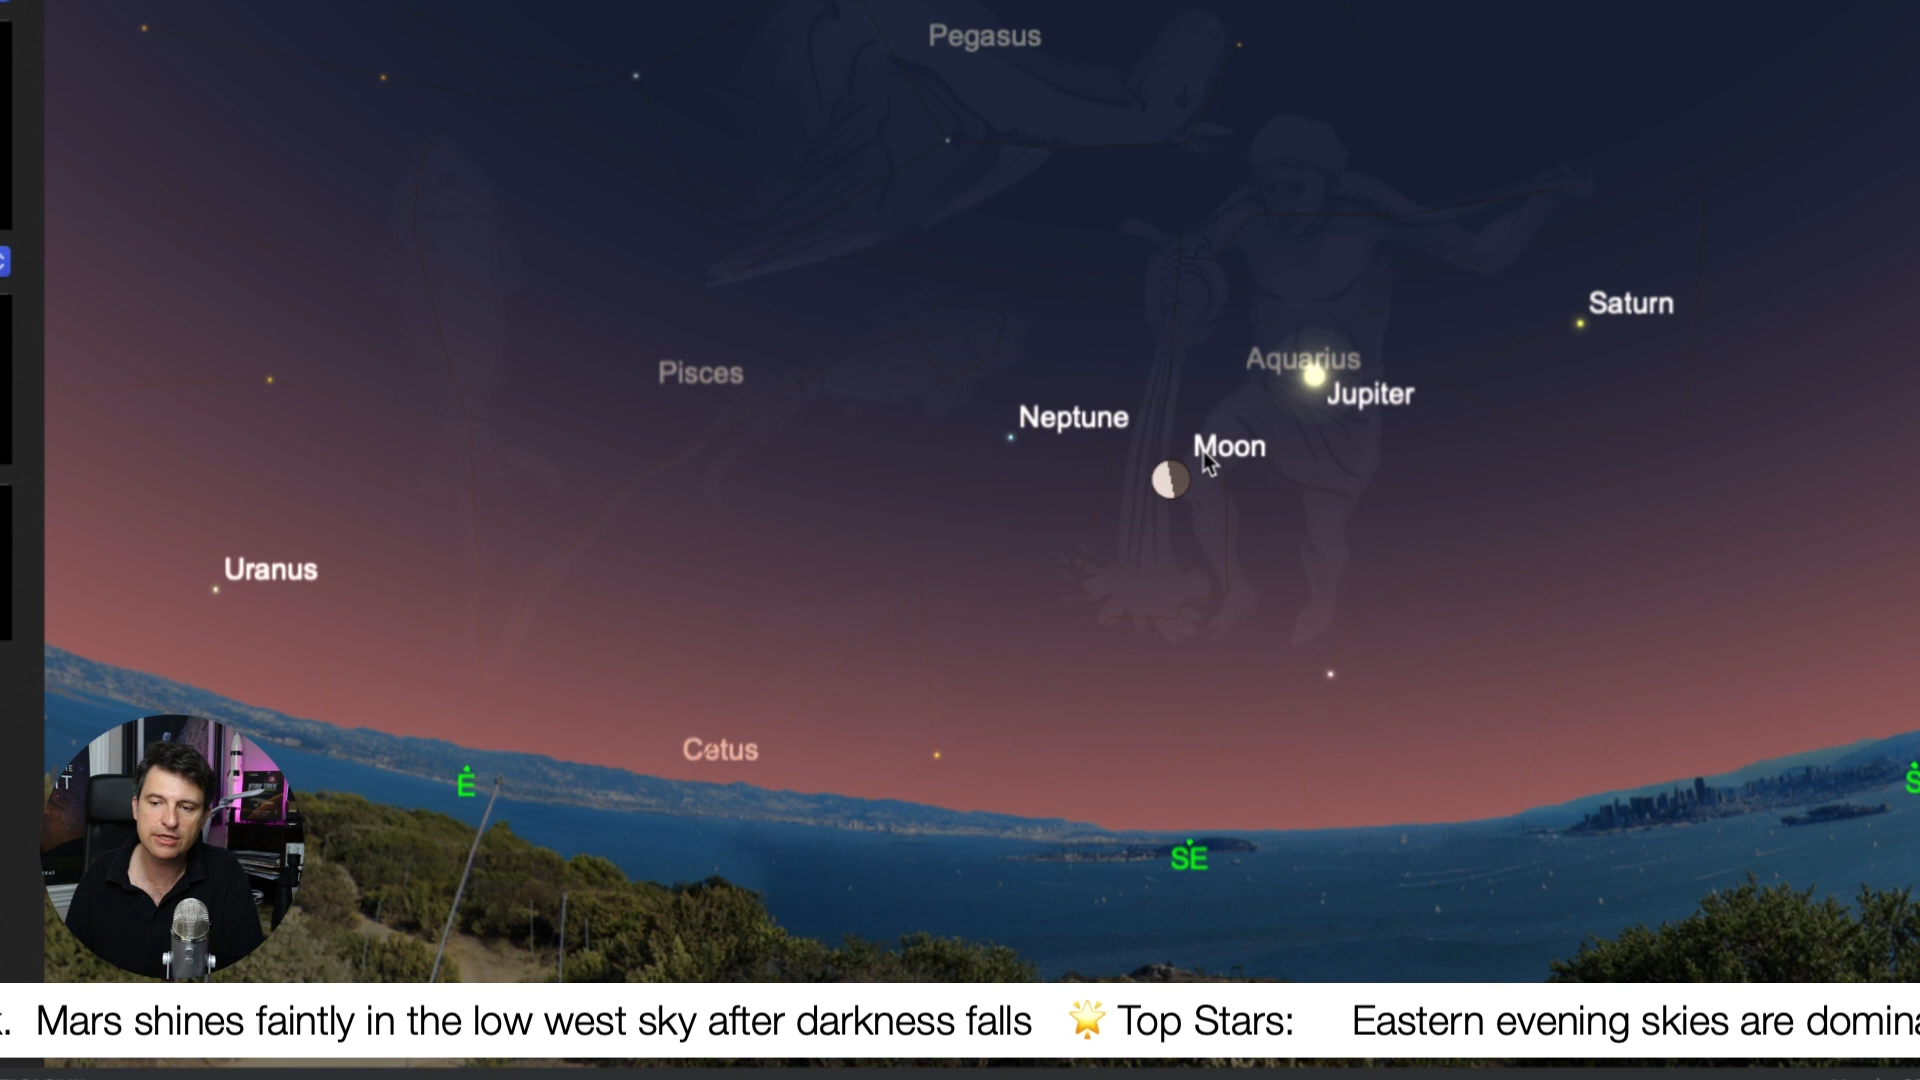 Pegasus
Saturn
Aquarius
Pisces
Jupiter
Neptune
Moon
Uranus
Cetus
E
S
SE
. Mars shines faintly in the low west sky after darkness falls 🌟 Top Stars: Eastern evening skies are domina